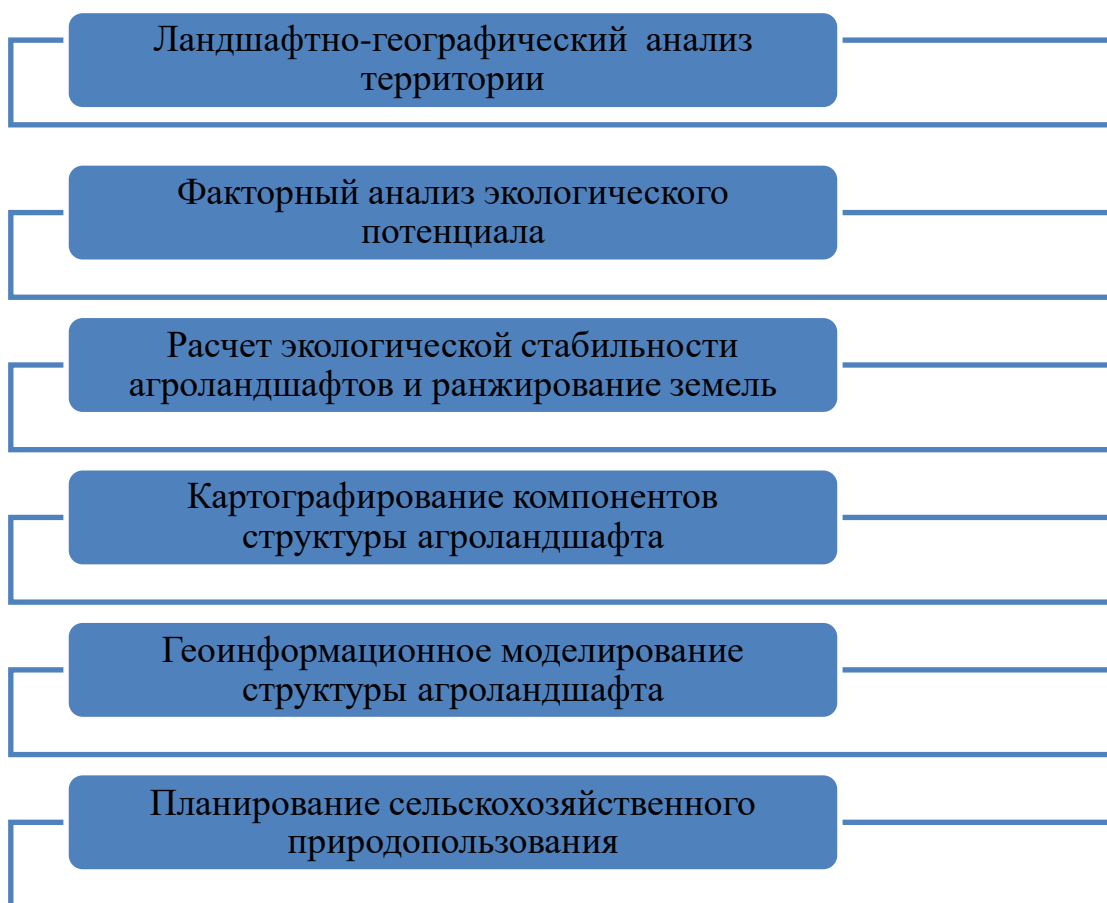 Ландшафтно-географический анализ
территории
Факторный анализ экологического
потенциала
Расчет экологической стабильности
агроландшафтов и ранжирование земель
Картографирование компонентов
структуры агроландшафта
Геоинформационное моделирование
структуры агроландшафта
Планирование сельскохозяйственного
природопользования